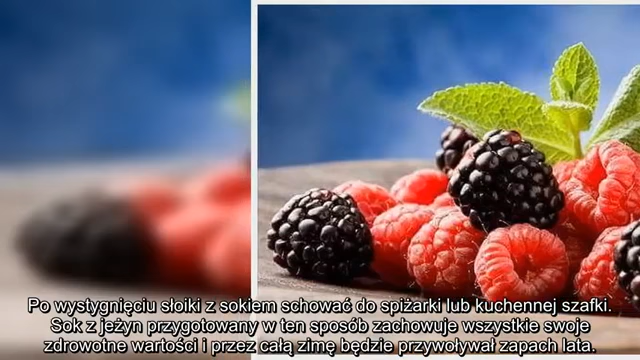 Po wystygnięciu słoiki z sokiem schować do spiżarki lub kuchennej szafki.
Sok z jeżyn przygotowany w ten sposób zachowuje wszystkie swoje
zdrowotne wartości i przez całą zimę będzie przywoływał zapach lata.